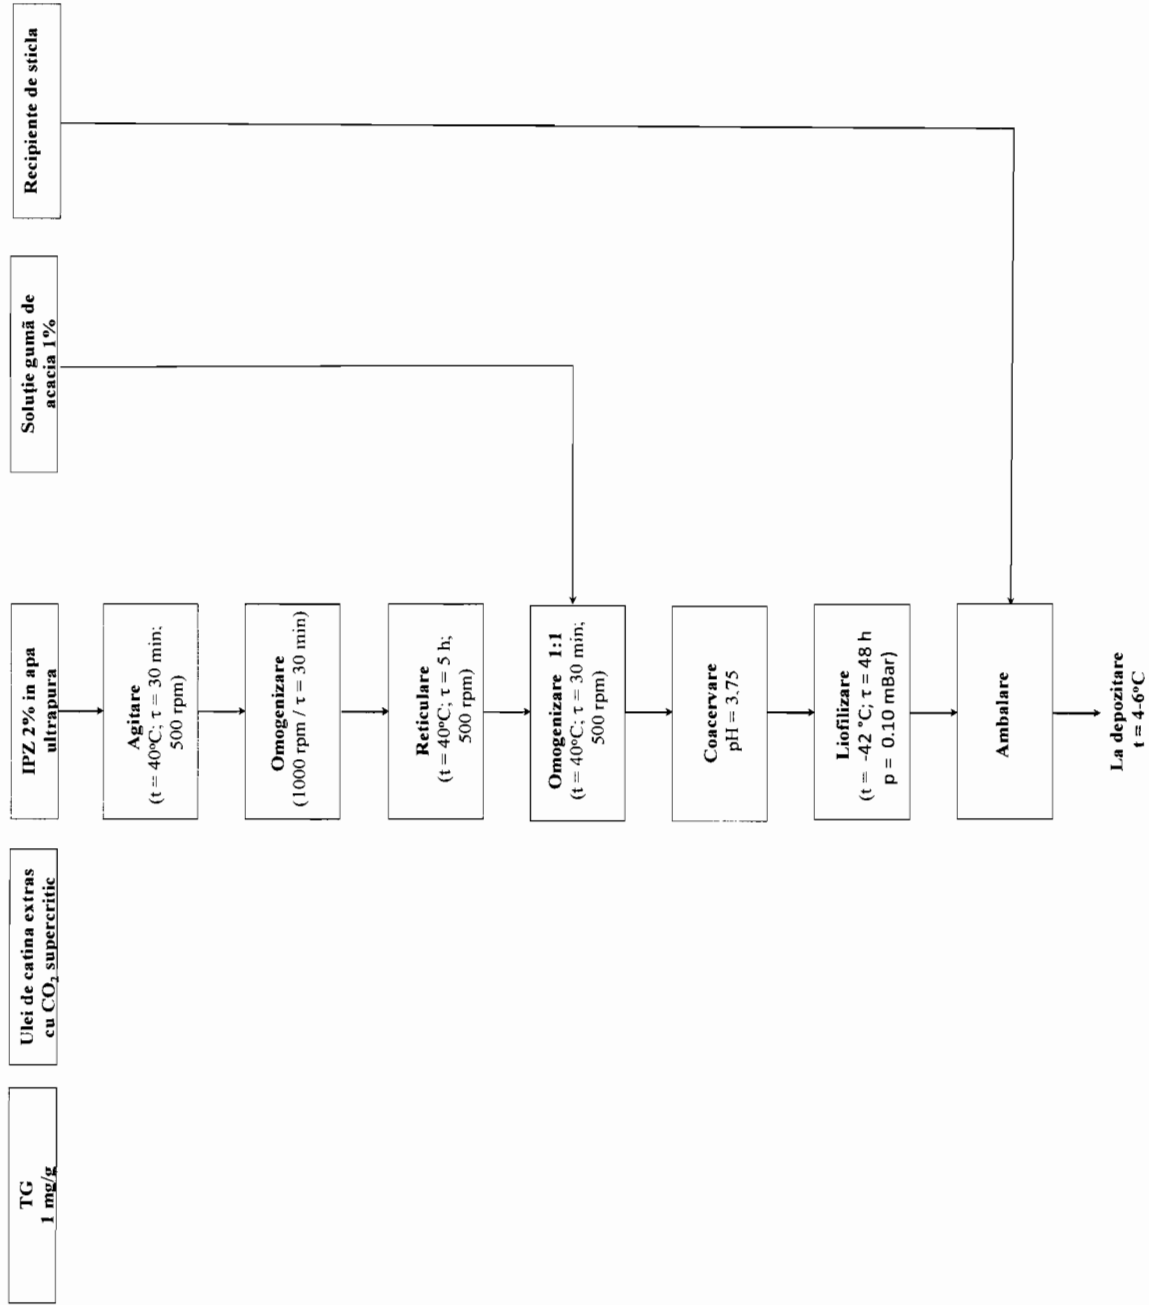 TG
1 mg/g
Ulei de catina extras
cu CO₂ supercritic
IPZ 2% in apa
ultrapura
Soluție gumă de
acacia 1%
Recipiente de sticla
Agitare
(t = 40ºC; τ = 30 min:
500 rpm)
Omogenizare
(1000 rpm / τ = 30 min)
Reticulare
(t = 40ºC; τ = 5 h;
500 rpm)
Omogenizare 1:1
(t = 40ºC; τ = 30 min;
500 rpm)
Coacervare
pH = 3.75
Liofilizare
(t = -42 °C; τ = 48 h
p = 0.10 mBar)
Ambalare
La depozitare
t = 4-6ºC